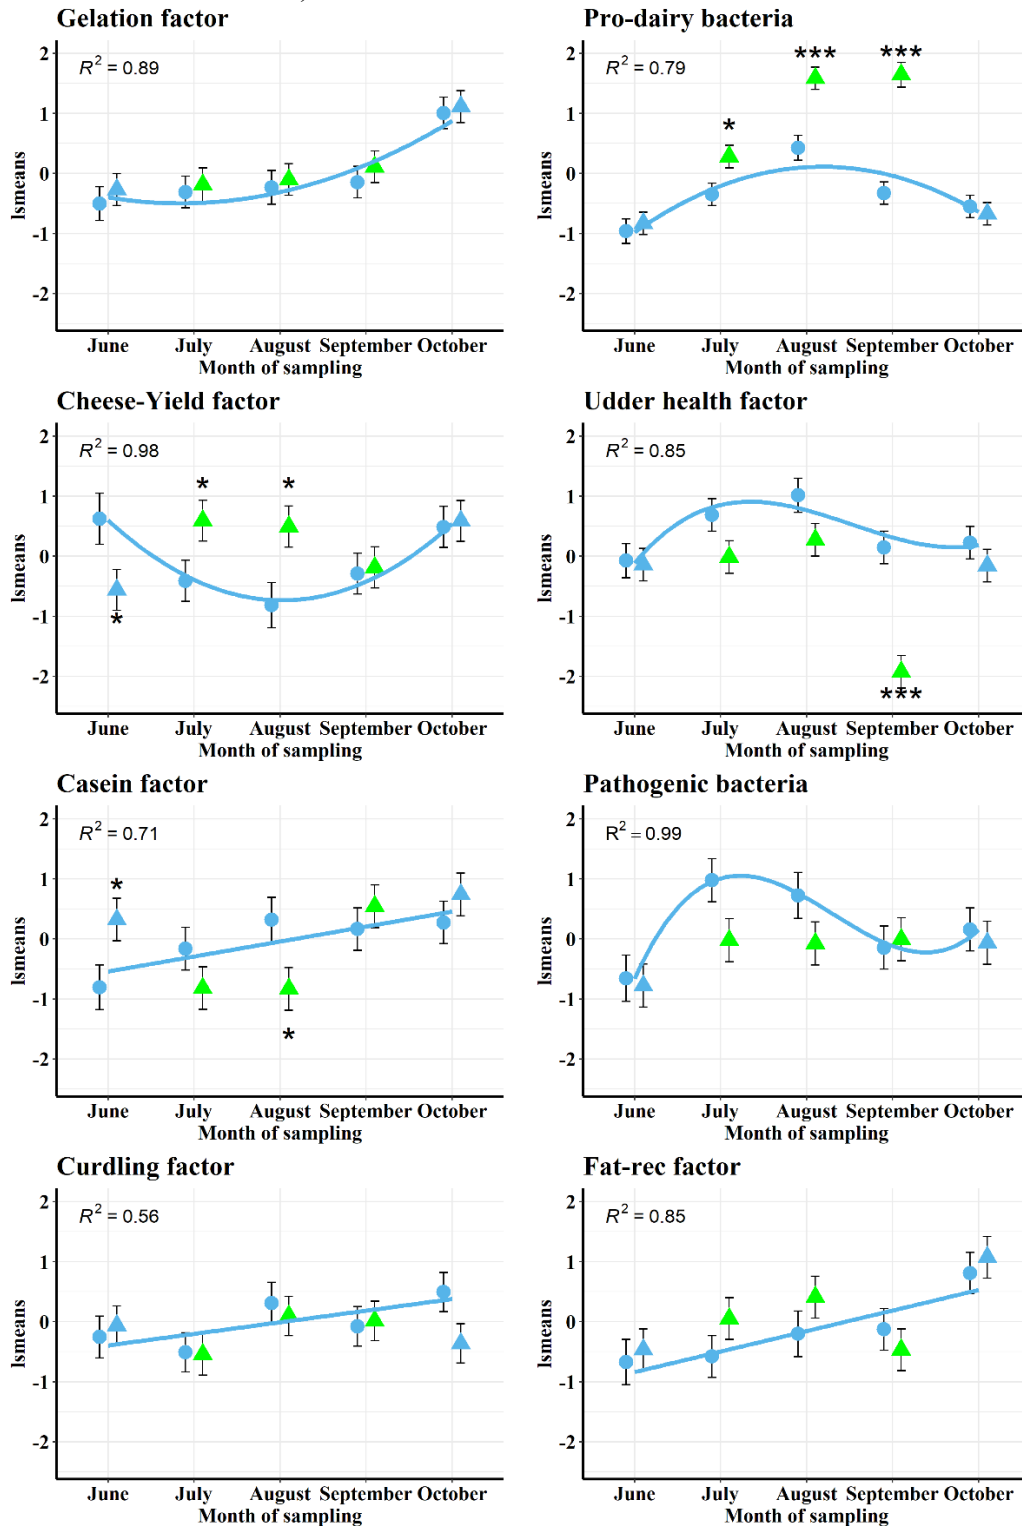 Gelation factor
R² = 0.89
lsmeans
2
1
0
-1
-2
June July August September October
Month of sampling
Pro-dairy bacteria
R² = 0.79
***
***
*
lsmeans
2
1
0
-1
-2
June July August September October
Month of sampling
Cheese-Yield factor
R² = 0.98
*
*
*
lsmeans
2
1
0
-1
-2
June July August September October
Month of sampling
Udder health factor
R² = 0.85
***
lsmeans
2
1
0
-1
-2
June July August September October
Month of sampling
Casein factor
R² = 0.71
*
*
lsmeans
2
1
0
-1
-2
June July August September October
Month of sampling
Pathogenic bacteria
R² = 0.99
lsmeans
2
1
0
-1
-2
June July August September October
Month of sampling
Curdling factor
R² = 0.56
lsmeans
2
1
0
-1
-2
June July August September October
Month of sampling
Fat-rec factor
R² = 0.85
lsmeans
2
1
0
-1
-2
June July August September October
Month of sampling